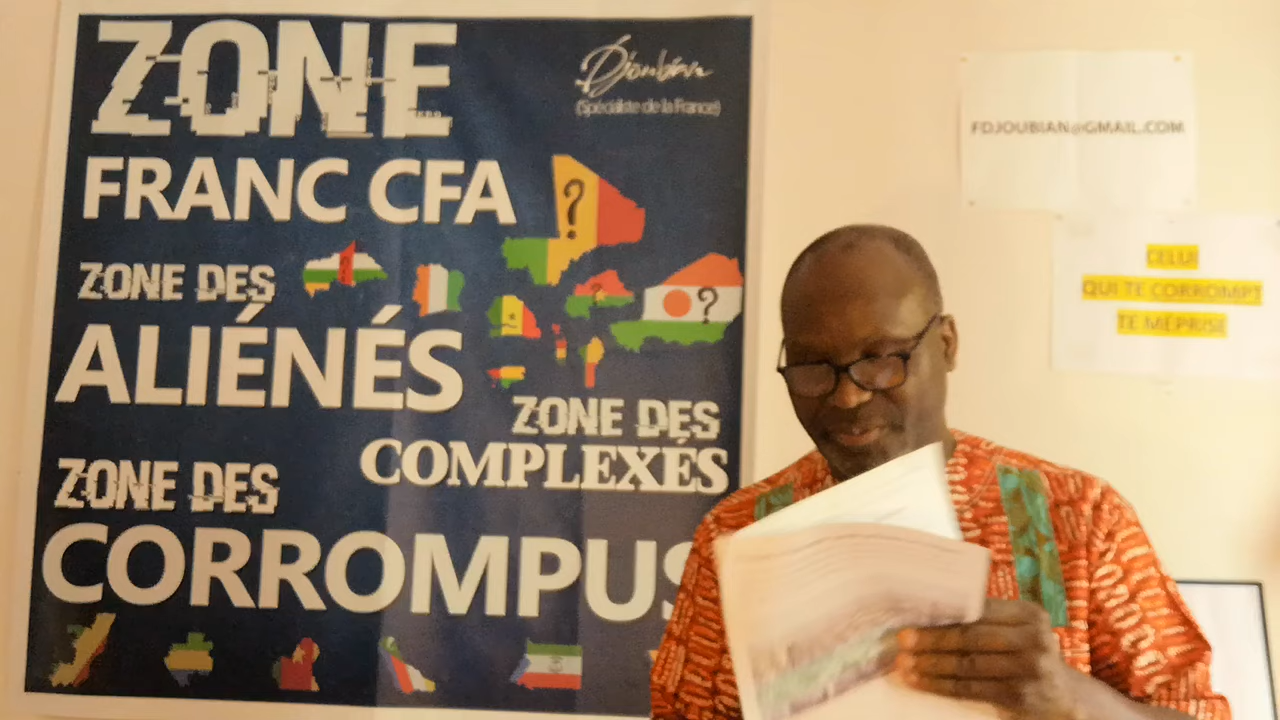 ZONE
FRANC CFA
Djoubian
(Spécialiste de la France)
?
?
ZONE DES
ALIÉNÉS
ZONE DES
COMPLEXÉS
ZONE DES
CORROMPUS
FDJOUBIAN@GMAIL.COM
CELUI
QUI TE CORROMPT
TE MÉPRISE